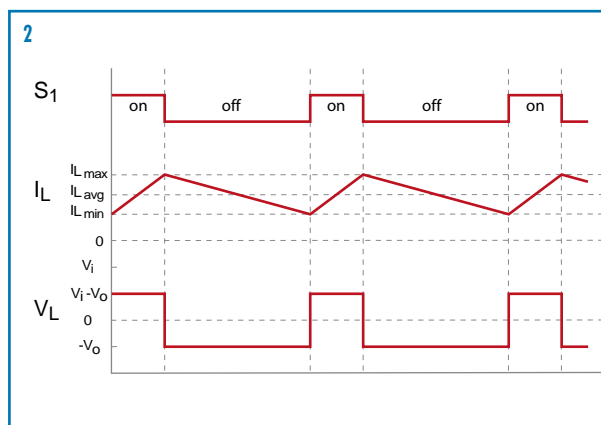 2
S1
on off on off on
IL
IL max
IL avg
IL min
0
Vi
VL
Vi -Vo
0
-Vo